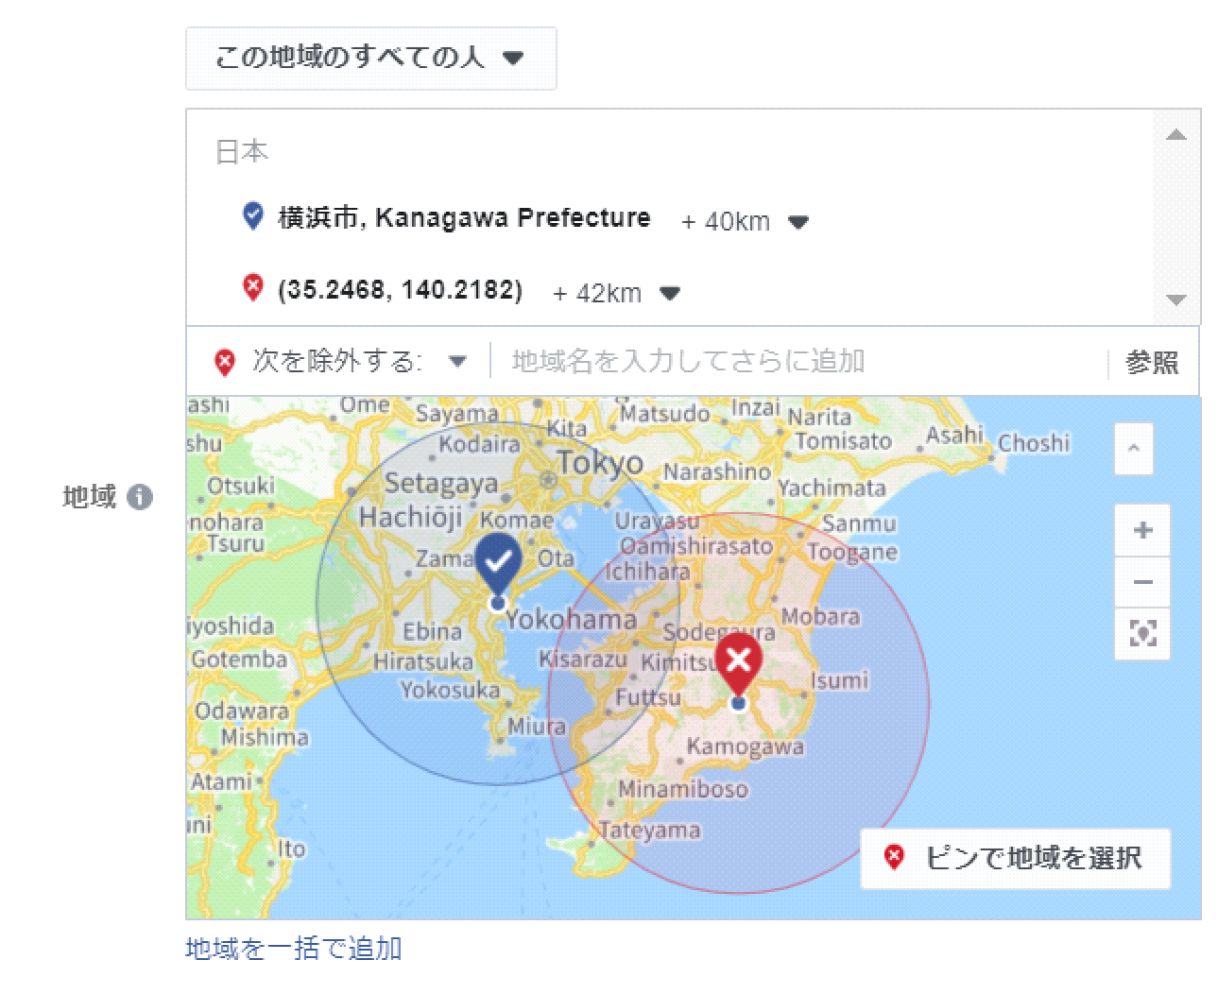 この地域のすべての人
日本
横浜市, Kanagawa Prefecture + 40km
(35.2468, 140.2182) + 42km
次を除外する: 地域名を入力してさらに追加 参照
地域
ashi Ome Sayama Kita Matsudo Inzai Narita
shu Kodaira Tomisato Asahi Choshi
Tokyo Narashino
Otsuki Setagaya Yachimata
nohara Hachiōji Komae Urayasu Sanmu
Tsuru Zama Ota Oamishirasato Toogane
Ichihara
iyoshida Ebina Yokohama Sodegaura Mobara
Gotemba Hiratsuka Kisarazu Kimitsu Isumi
Odawara Yokosuka Futtsu
Mishima Miura Kamogawa
Atami Minamiboso
uni Tateyama
Ito
ピンで地域を選択
地域を一括で追加